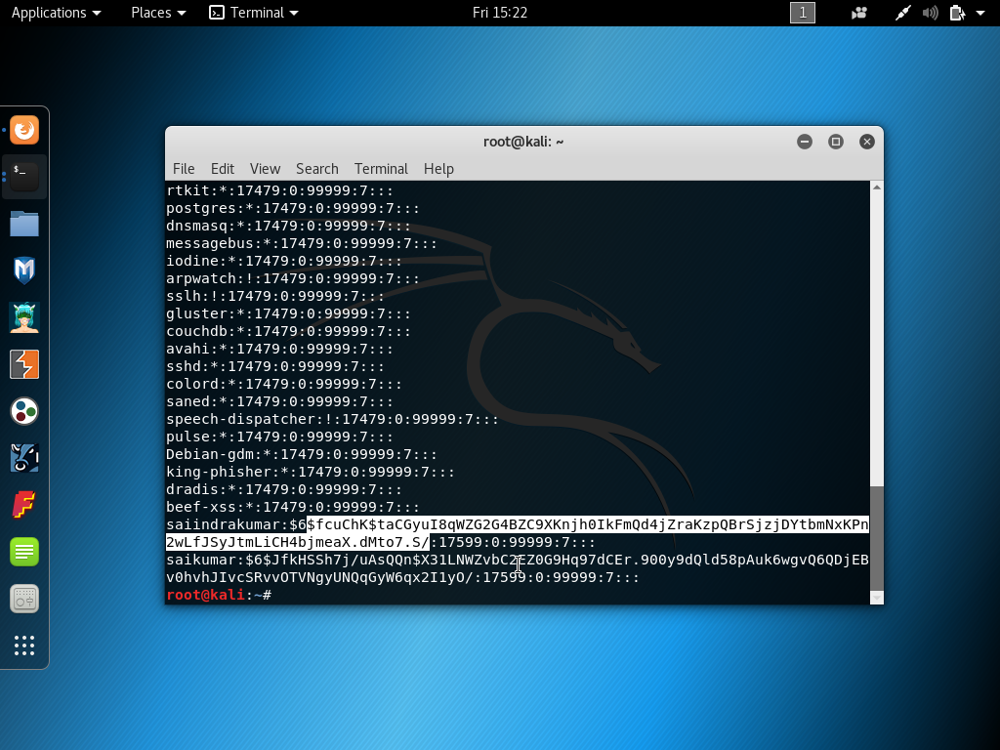 Applications Places Terminal Fri 15:22 1
root@kali: ~
File Edit View Search Terminal Help
rtkit:*:17479:0:99999:7:::
postgres:*:17479:0:99999:7:::
dnsmasq:*:17479:0:99999:7:::
messagebus:*:17479:0:99999:7:::
iodine:*:17479:0:99999:7:::
arpwatch:!:17479:0:99999:7:::
sslh:!:17479:0:99999:7:::
gluster:*:17479:0:99999:7:::
couchdb:*:17479:0:99999:7:::
avahi:*:17479:0:99999:7:::
sshd:*:17479:0:99999:7:::
colord:*:17479:0:99999:7:::
saned:*:17479:0:99999:7:::
speech-dispatcher:!:17479:0:99999:7:::
pulse:*:17479:0:99999:7:::
Debian-gdm:*:17479:0:99999:7:::
king-phisher:*:17479:0:99999:7:::
dradis:*:17479:0:99999:7:::
beef-xss:*:17479:0:99999:7:::
saiindrakumar:$6$fcuChK$taCGyuI8qWZG2G4BZC9XKnjh0IkFmQd4jZraKzpQBrSjzjDYtbmNxKPn
2wLfJSyJtmLiCH4bjmeaX.dMto7.S/:17599:0:99999:7:::
saikumar:$6$JfkHSSh7j/uAsQQn$X31LNWZvbC2EZ0G9Hq97dCEr.900y9dQld58pAuk6wgvQ6QDjEB
v0hvhJIvcSRvvOTVNgyUNQqGyW6qx2I1yO/:17599:0:99999:7:::
root@kali:~#